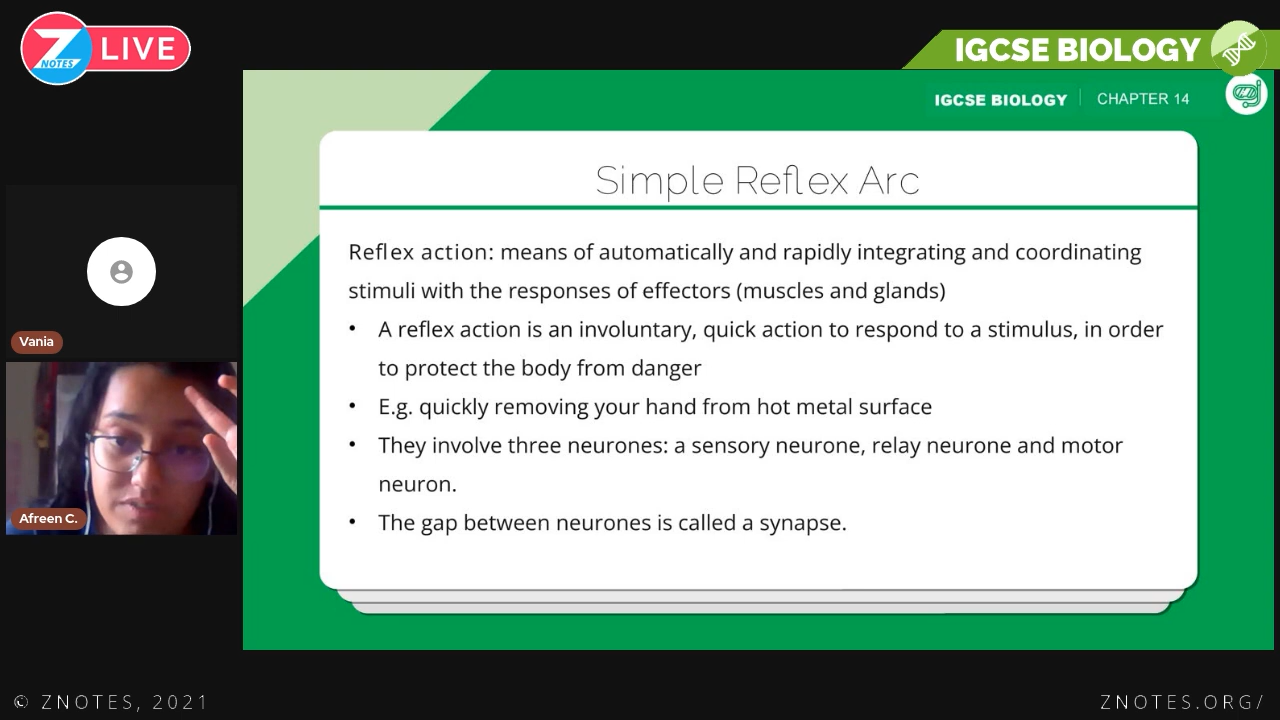 Z NOTES LIVE
IGCSE BIOLOGY
IGCSE BIOLOGY | CHAPTER 14
Simple Reflex Arc
Reflex action: means of automatically and rapidly integrating and coordinating
stimuli with the responses of effectors (muscles and glands)
• A reflex action is an involuntary, quick action to respond to a stimulus, in order
to protect the body from danger
• E.g. quickly removing your hand from hot metal surface
• They involve three neurones: a sensory neurone, relay neurone and motor
neuron.
• The gap between neurones is called a synapse.
Vania
Afreen C.
© ZNOTES, 2021
ZNOTES.ORG/